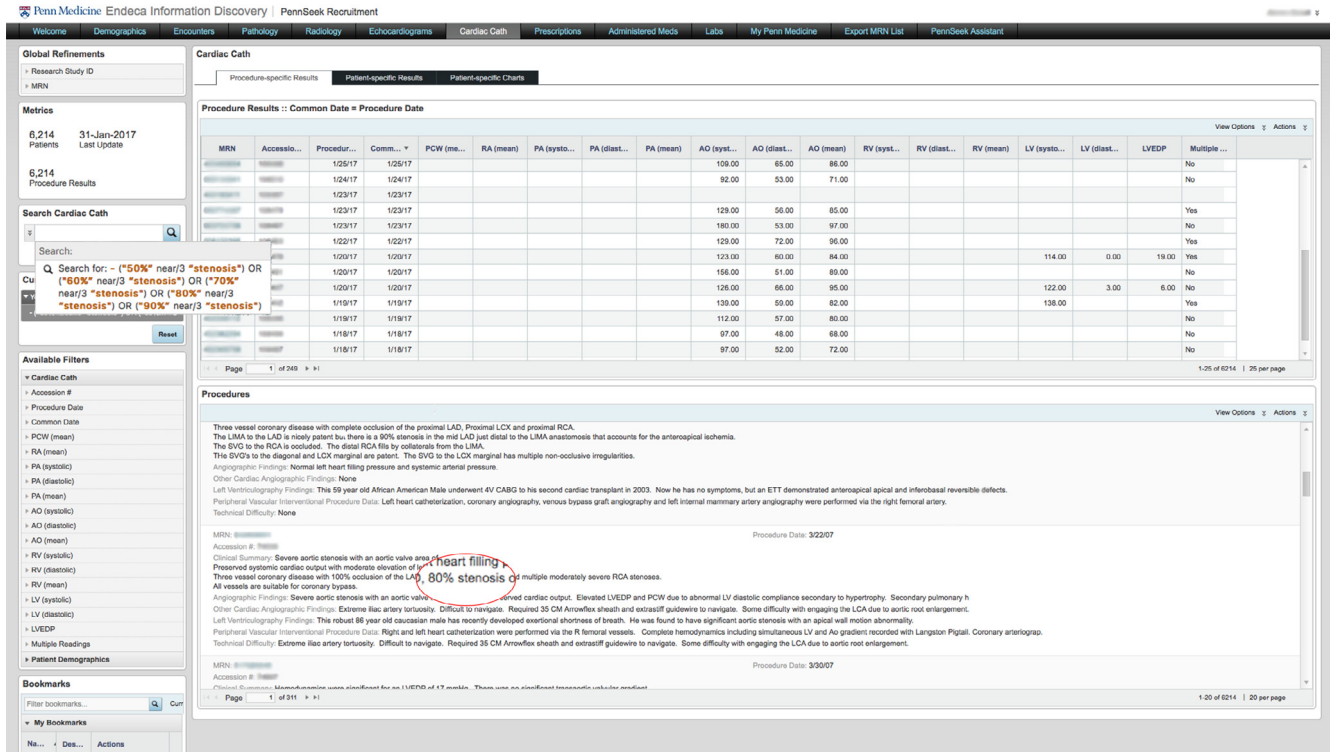 Penn Medicine Endeca Information Discovery | PennSeek Recruitment
Welcome Demographics Encounters Pathology Radiology Echocardiograms Cardiac Cath Prescriptions Administered Meds Labs My Penn Medicine Export MRN List PennSeek Assistant
Global Refinements
Research Study ID
MRN
Metrics
6,214 31-Jan-2017
Patients Last Update
6,214
Procedure Results
Search Cardiac Cath
Search:
Search for: - ("50%" near/3 "stenosis") OR
("60%" near/3 "stenosis") OR ("70%"
near/3 "stenosis") OR ("80%" near/3
"stenosis") OR ("90%" near/3 "stenosis")
Reset
Available Filters
Cardiac Cath
Accession #
Procedure Date
Common Date
PCW (mean)
RA (mean)
PA (systolic)
PA (diastolic)
PA (mean)
AO (systolic)
AO (diastolic)
AO (mean)
RV (systolic)
RV (diastolic)
RV (mean)
LV (systolic)
LV (diastolic)
LVEDP
Multiple Readings
Patient Demographics
Bookmarks
Filter bookmarks... Curr
My Bookmarks
Na... Des... Actions
Cardiac Cath
Procedure-specific Results Patient-specific Results Patient-specific Charts
Procedure Results :: Common Date = Procedure Date
View Options Actions
MRN Accessio... Procedur... Comm... PCW (me... RA (mean) PA (systo... PA (diast... PA (mean) AO (syst... AO (diast... AO (mean) RV (syst... RV (diast... RV (mean) LV (systo... LV (diast... LVEDP Multiple ...
1/25/17 1/25/17 109.00 65.00 86.00 No
1/24/17 1/24/17 92.00 53.00 71.00 No
1/23/17 1/23/17
1/23/17 1/23/17 129.00 56.00 85.00 Yes
1/23/17 1/23/17 180.00 53.00 97.00 No
1/22/17 1/22/17 129.00 72.00 96.00 Yes
1/20/17 1/20/17 123.00 60.00 84.00 114.00 0.00 19.00 Yes
1/20/17 1/20/17 156.00 51.00 89.00 No
1/20/17 1/20/17 126.00 66.00 95.00 122.00 3.00 6.00 No
1/19/17 1/19/17 139.00 59.00 82.00 138.00 Yes
1/19/17 1/19/17 112.00 57.00 80.00 No
1/18/17 1/18/17 97.00 48.00 68.00 No
1/18/17 1/18/17 97.00 52.00 72.00 No
Page 1 of 249 1-25 of 6214 | 25 per page
Procedures
View Options Actions
Three vessel coronary disease with complete occlusion of the proximal LAD, Proximal LCX and proximal RCA.
The LIMA to the LAD is nicely patent but there is a 90% stenosis in the mid LAD just distal to the LIMA anastomosis that accounts for the anteroapical ischemia.
The SVG to the RCA is occluded. The distal RCA fills by collaterals from the LIMA.
THe SVG's to the diagonal and LCX marginal are patent. The SVG to the LCX marginal has multiple non-occlusive irregularities.
Angiographic Findings: Normal left heart filling pressure and systemic arterial pressure.
Other Cardiac Angiographic Findings: None
Left Ventriculography Findings: This 59 year old African American Male underwent 4V CABG to his second cardiac transplant in 2003. Now he has no symptoms, but an ETT demonstrated anteroapical apical and inferobasal reversible defects.
Peripheral Vascular Interventional Procedure Data: Left heart catheterization, coronary angiography, venous bypass graft angiography and left internal mammary artery angiography were performed via the right femoral artery.
Technical Difficulty: None
MRN: Procedure Date: 3/22/07
Accession #:
Clinical Summary: Severe aortic stenosis with an aortic valve area of
Preserved systemic cardiac output with moderate elevation of heart filling
Three vessel coronary disease with 100% occlusion of the LAD, 80% stenosis o d multiple moderately severe RCA stenoses.
All vessels are suitable for coronary bypass.
Angiographic Findings: Severe aortic stenosis with an aortic valve served cardiac output. Elevated LVEDP and PCW due to abnormal LV diastolic compliance secondary to hypertrophy. Secondary pulmonary h
Other Cardiac Angiographic Findings: Extreme iliac artery tortuosity. Difficult to navigate. Required 35 CM Arrowflex sheath and extrastiff guidewire to navigate. Some difficulty with engaging the LCA due to aortic root enlargement.
Left Ventriculography Findings: This robust 86 year old caucasian male has recently developed exertional shortness of breath. He was found to have significant aortic stenosis with an apical wall motion abnormality.
Peripheral Vascular Interventional Procedure Data: Right and left heart catheterization were performed via the R femoral vessels. Complete hemodynamics including simultaneous LV and Ao gradient recorded with Langston Pigtail. Coronary arteriograp.
Technical Difficulty: Extreme iliac artery tortuosity. Difficult to navigate. Required 35 CM Arrowflex sheath and extrastiff guidewire to navigate. Some difficulty with engaging the LCA due to aortic root enlargement.
MRN: Procedure Date: 3/30/07
Accession #:
Clinical Summary: Hemodynamics were significant for an LVEDP of 17 mmHg. There was no significant transaortic valvular gradient
Page 1 of 311 1-20 of 6214 | 20 per page